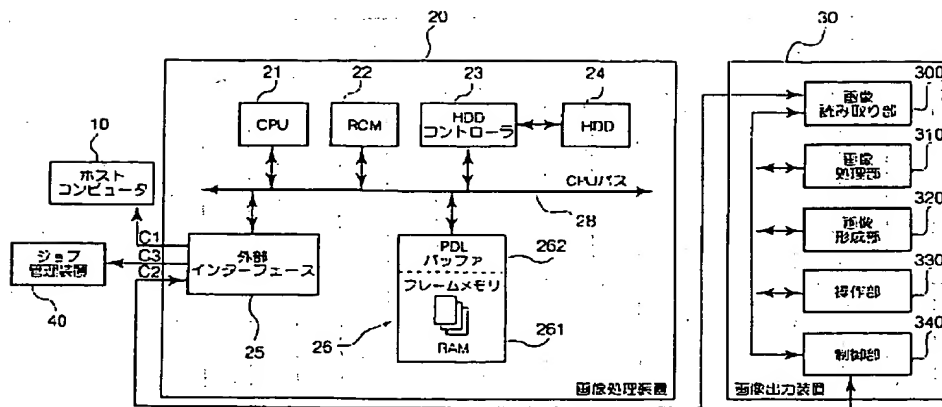 20
30
21
22
23
24
300
CPU
RCM
HDD
コントローラ
HDD
画像
読み取り部
10
ホスト
コンピュータ
CPUバス
28
310
画像
処理部
C1
C3
C2
外部
インターフェース
25
ジョブ
管理装置
40
PDL
バッファ
262
フレームメモリ
RAM
261
26
320
画像
形成部
330
操作部
340
制御部
画像処理装置
画像出力装置